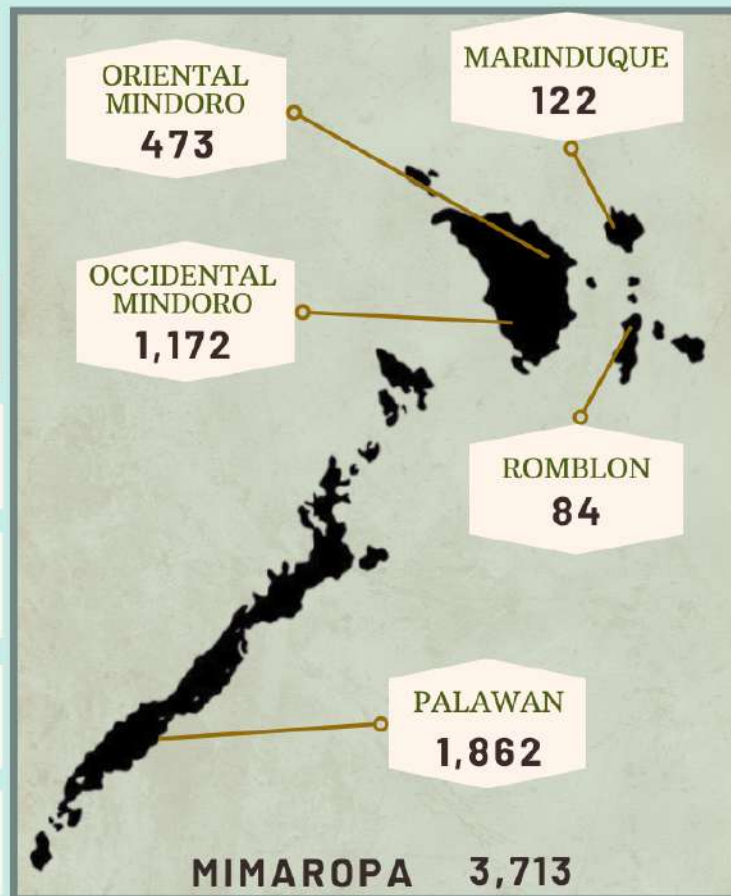 ORIENTAL
MINDORO
473
MARINDUQUE
122
OCCIDENTAL
MINDORO
1,172
ROMBLON
84
PALAWAN
1,862
MIMAROPA 3,713